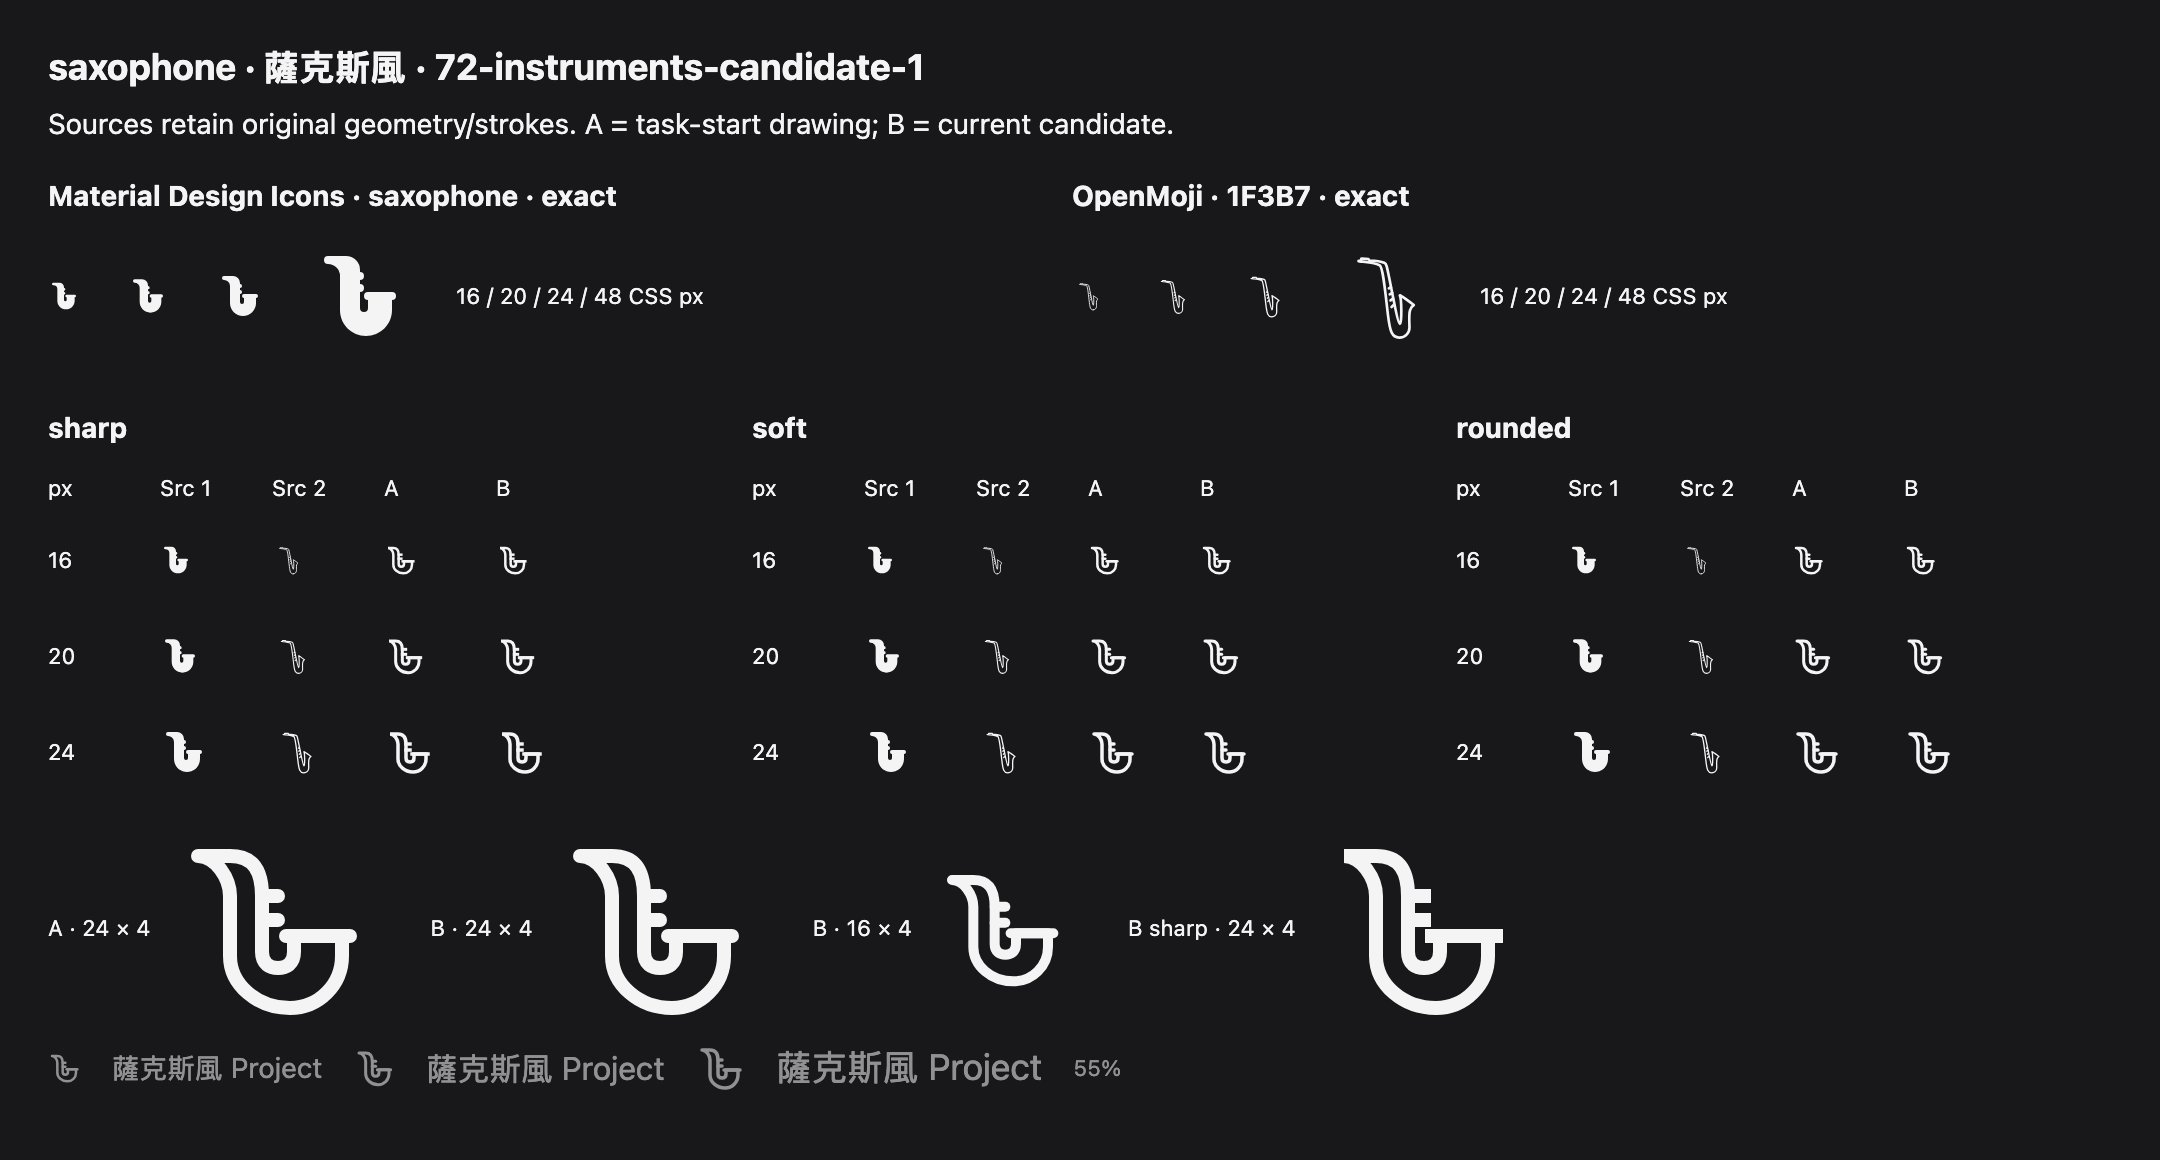 saxophone · 薩克斯風 · 72-instruments-candidate-1
Sources retain original geometry/strokes. A = task-start drawing; B = current candidate.
Material Design Icons · saxophone · exact
16 / 20 / 24 / 48 CSS px
OpenMoji · 1F3B7 · exact
16 / 20 / 24 / 48 CSS px
sharp
px Src 1 Src 2 A B
16
20
24
soft
px Src 1 Src 2 A B
16
20
24
rounded
px Src 1 Src 2 A B
16
20
24
A · 24 × 4
B · 24 × 4
B · 16 × 4
B sharp · 24 × 4
薩克斯風 Project
薩克斯風 Project
薩克斯風 Project
55%